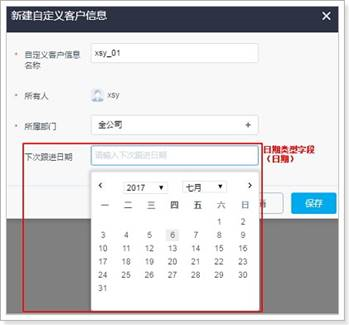 新建自定义客户信息 ×
* 自定义客户信息名称 xsy_01
* 所有人 xsy
* 所属部门 全公司 +
下次跟进日期 请输入下次跟进日期
日期类型字段
（日期）
‹ 2017 ▼ 七月 ▼ ›
一 二 三 四 五 六 日
1 2
3 4 5 6 7 8 9
10 11 12 13 14 15 16
17 18 19 20 21 22 23
24 25 26 27 28 29 30
31
保存